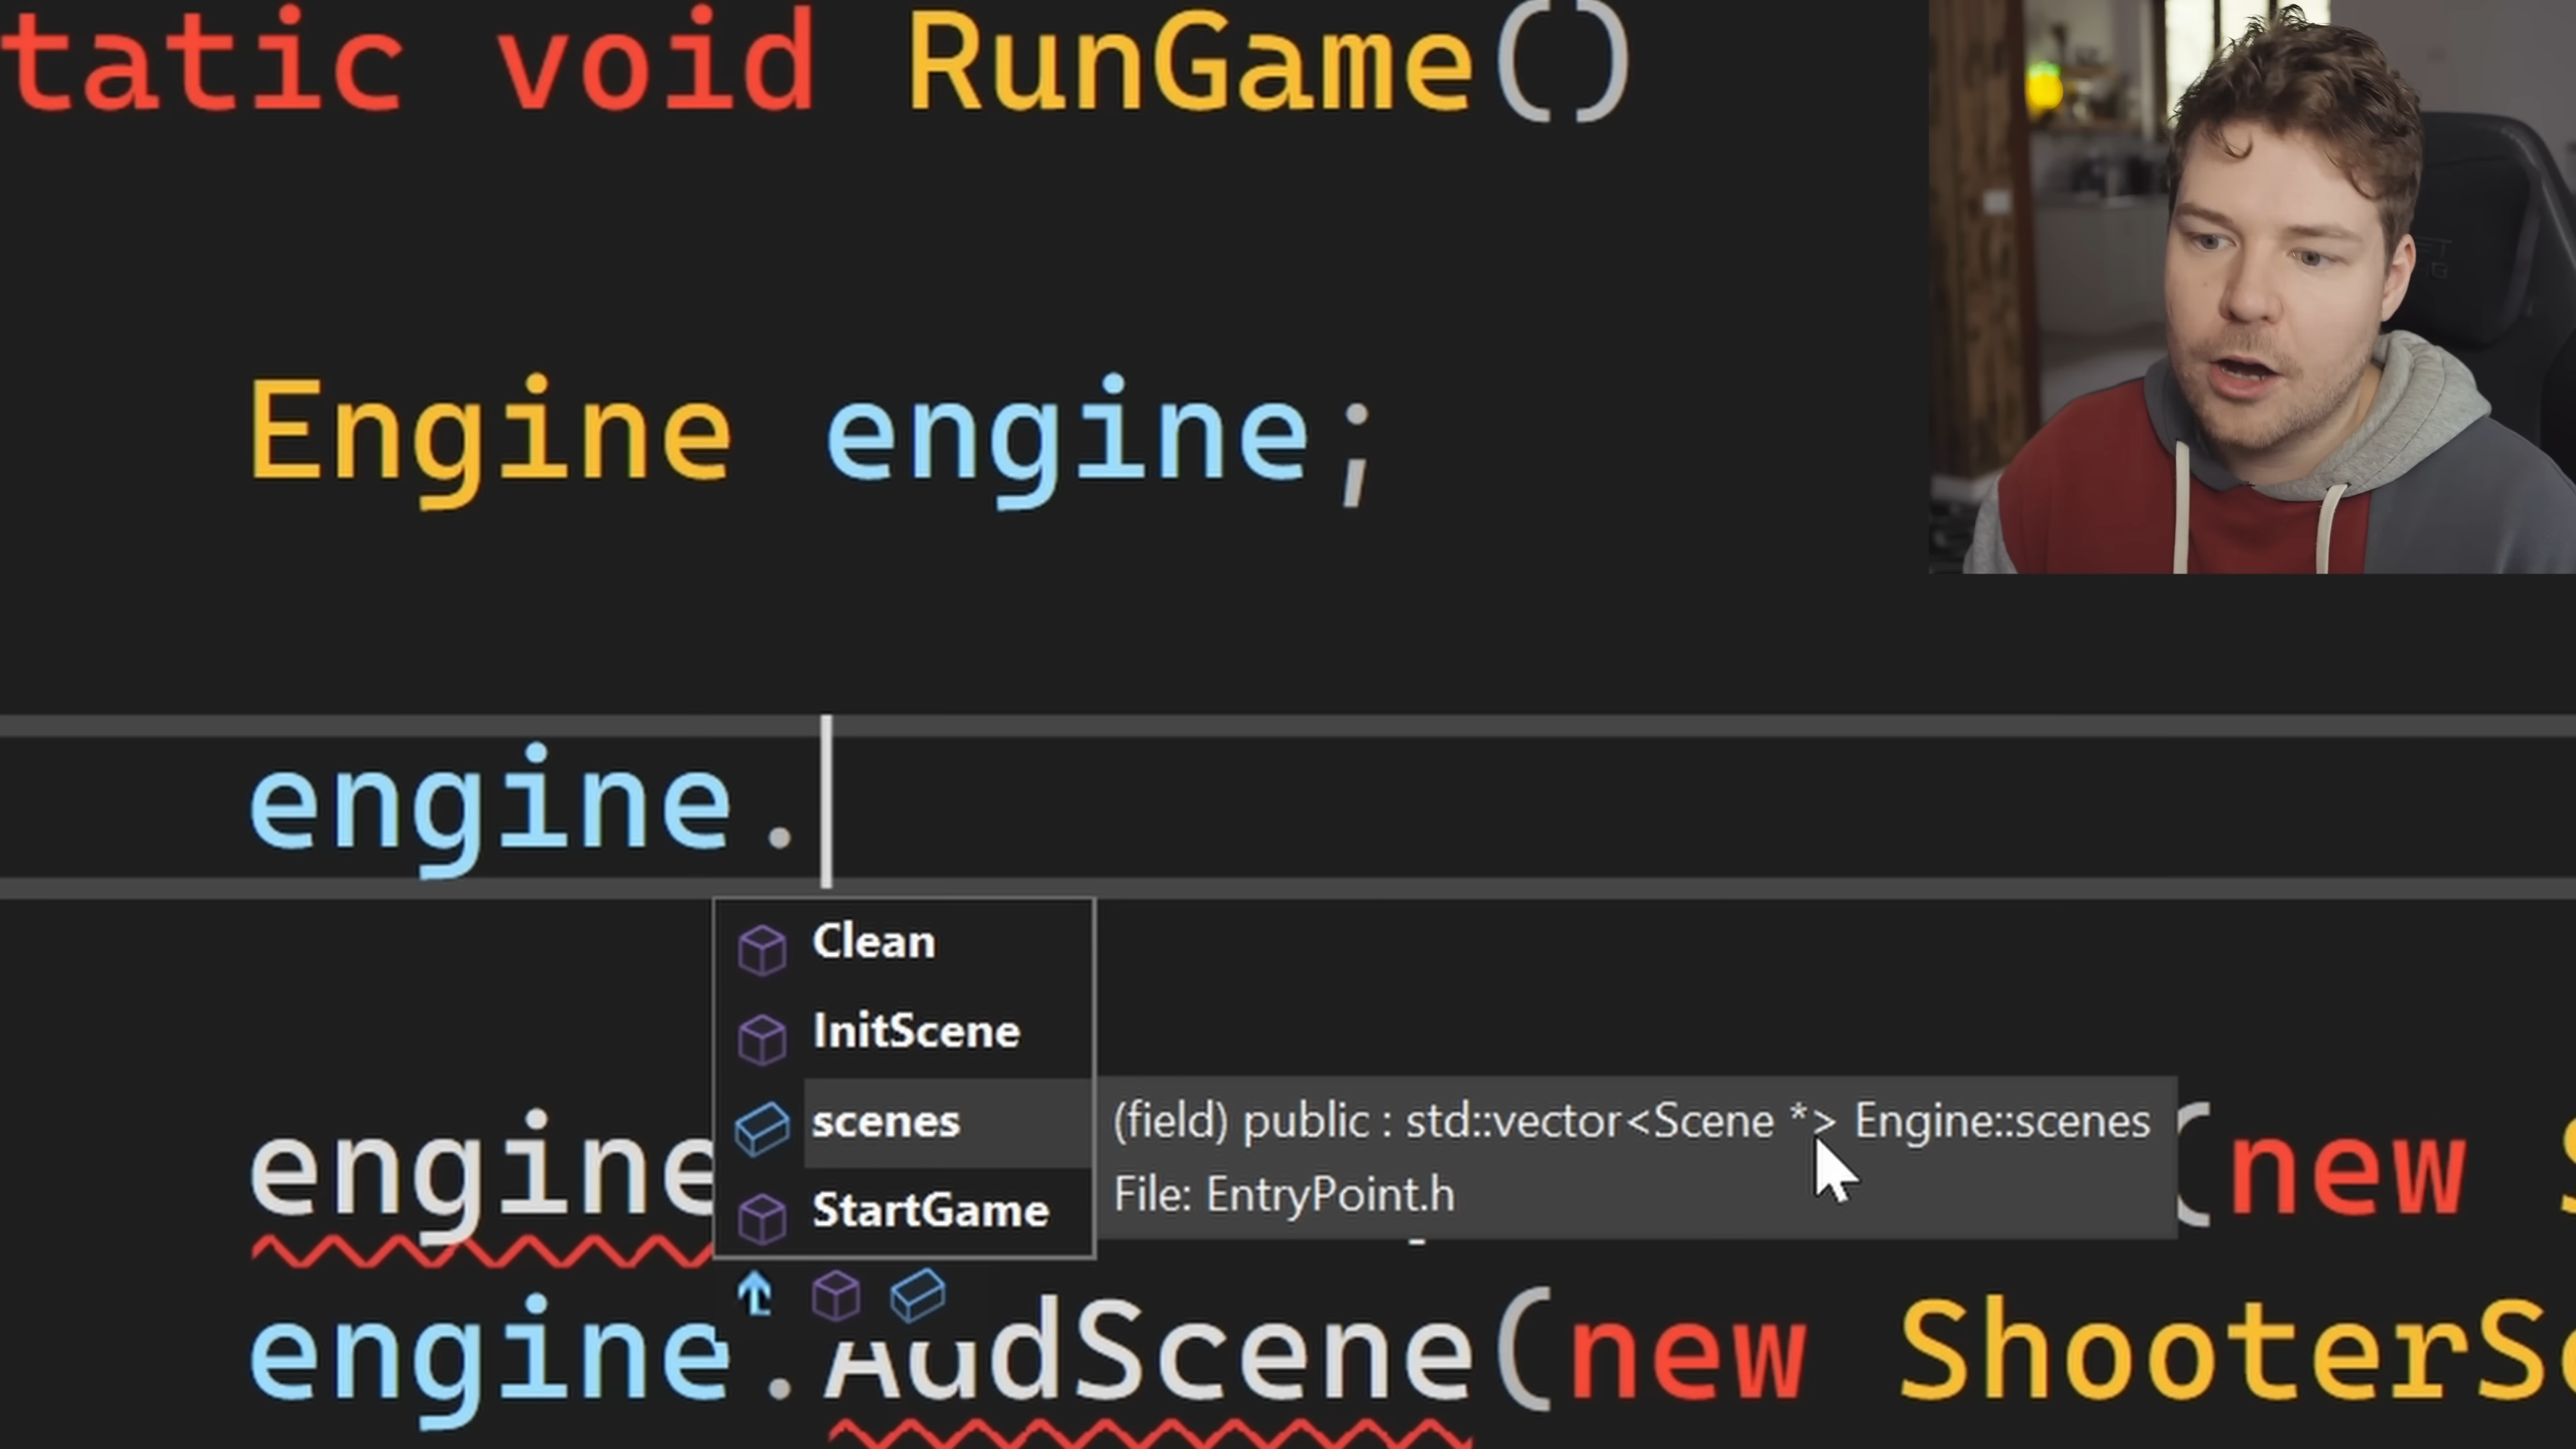 tatic void RunGame()
Engine engine;
engine.
Clean
InitScene
scenes
(field) public : std::vector<Scene *> Engine::scenes
StartGame
File: EntryPoint.h
engine
(new S
engine.AddScene(new ShooterSc